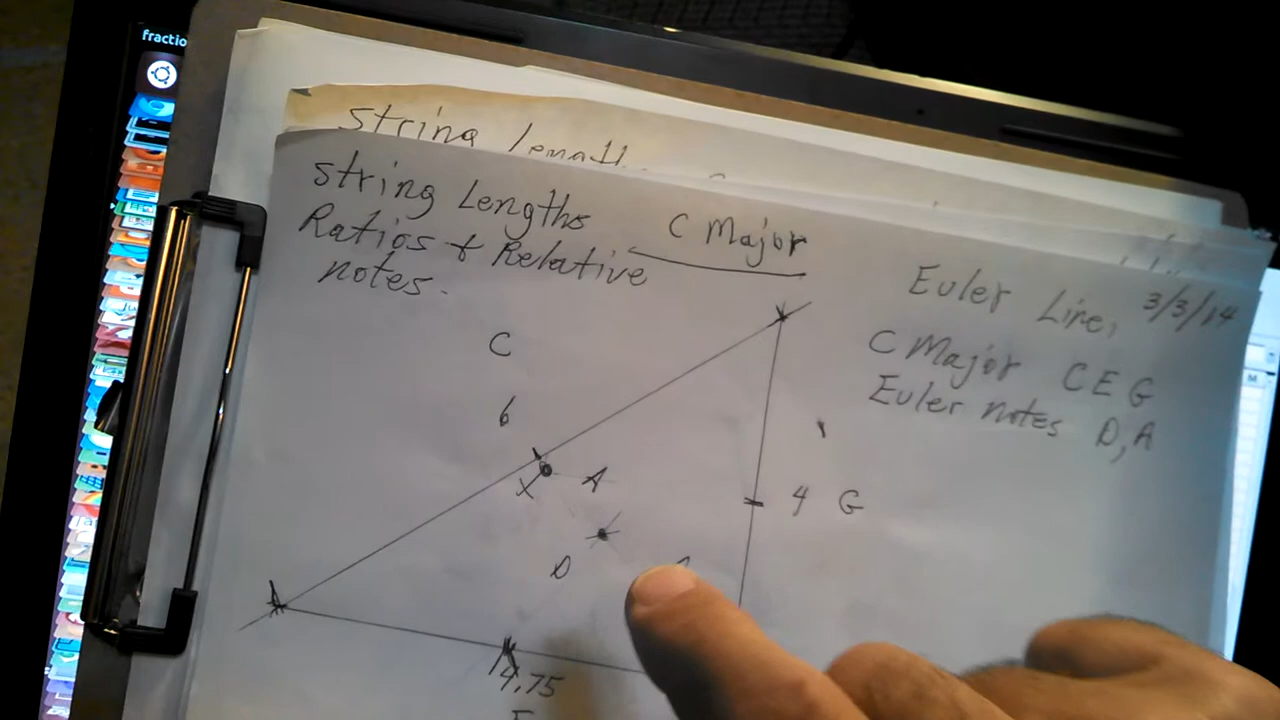 fractio
string length
string Lengths
Ratios + Relative
notes.
C Major
Euler Line,
3/3/14
C Major C E G
Euler notes D, A
C
6
X
A
4 G
D
4.75
M